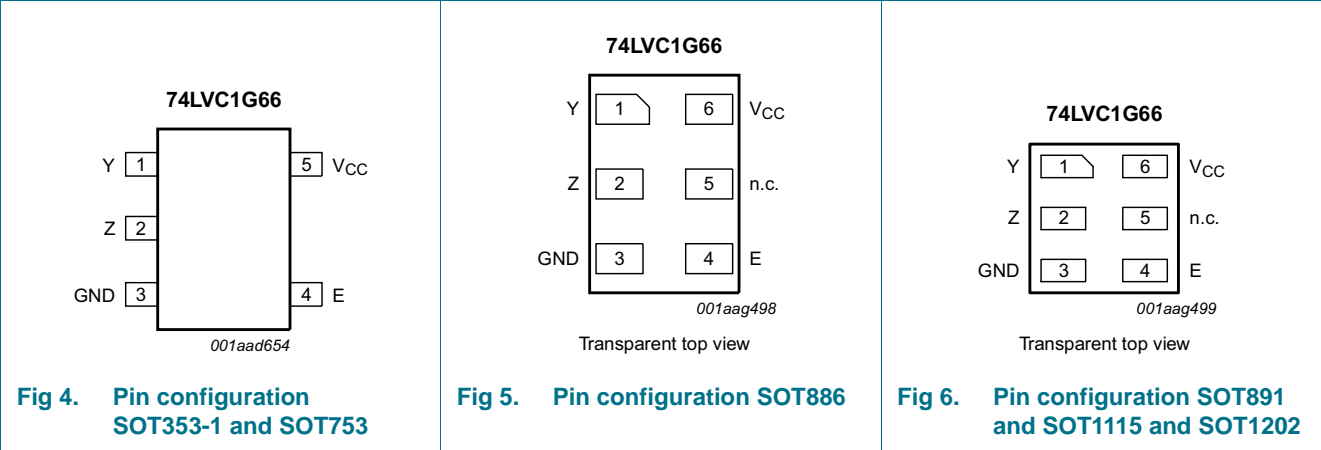 74LVC1G66
Y 1 5 VCC
Z 2
GND 3 4 E
001aad654
Fig 4. Pin configuration
SOT353-1 and SOT753
74LVC1G66
Y 1 6 VCC
Z 2 5 n.c.
GND 3 4 E
001aag498
Transparent top view
Fig 5. Pin configuration SOT886
74LVC1G66
Y 1 6 VCC
Z 2 5 n.c.
GND 3 4 E
001aag499
Transparent top view
Fig 6. Pin configuration SOT891
and SOT1115 and SOT1202